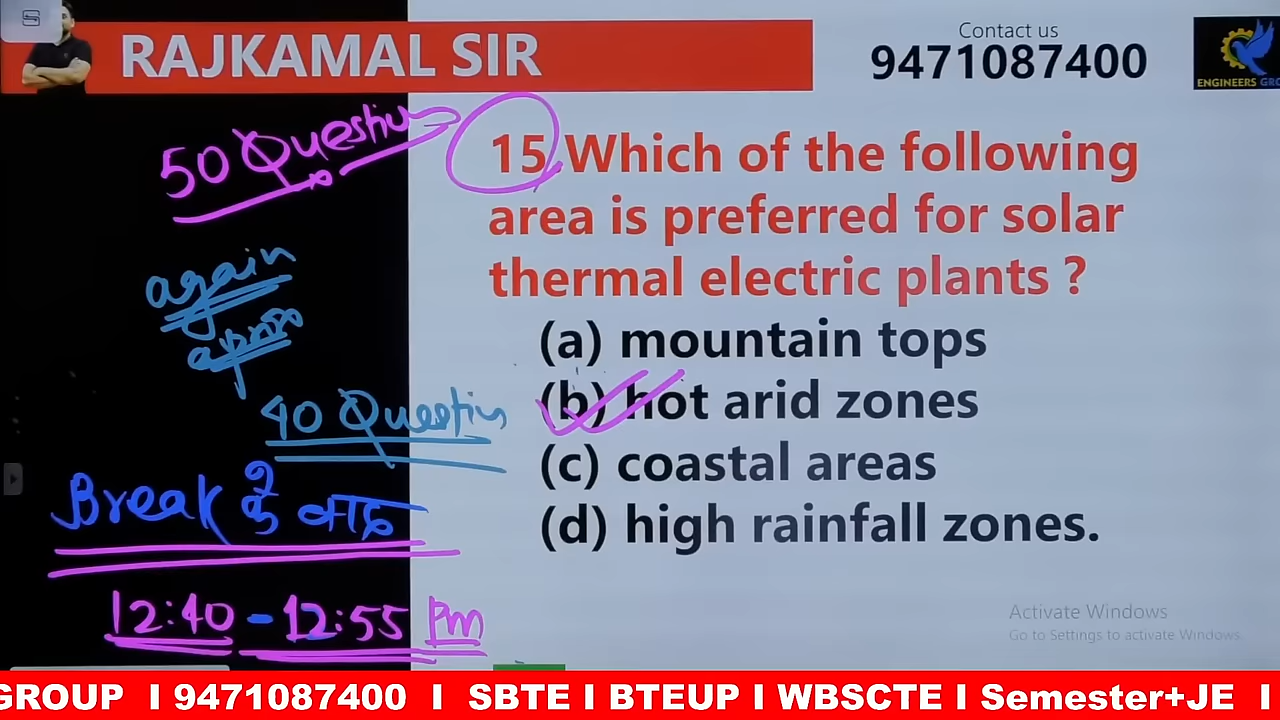 RAJKAMAL SIR
Contact us
9471087400
ENGINEERS GRO
50 Question
15. Which of the following
area is preferred for solar
thermal electric plants ?
again
(a) mountain tops
(b) hot arid zones
40 Question
(c) coastal areas
Break के बाद
(d) high rainfall zones.
12:40 - 12:55 Pm
Activate Windows
Go to Settings to activate Windows.
GROUP I 9471087400 I SBTE I BTEUP I WBSCTE I Semester+JE I